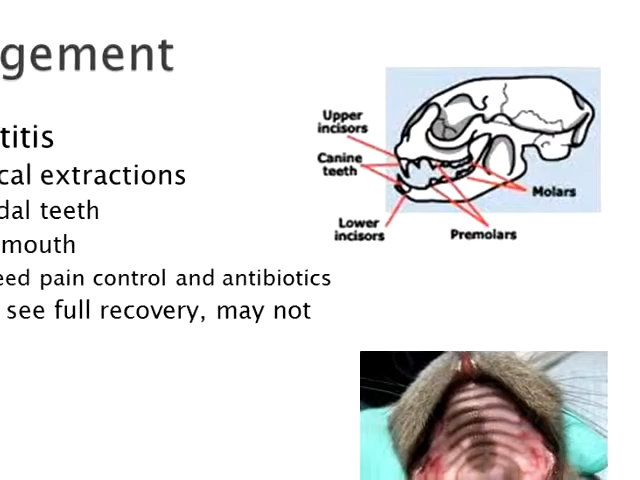 gement
titis
cal extractions
dal teeth
mouth
eed pain control and antibiotics
see full recovery, may not
Upper
incisors
Canine
teeth
Lower
incisors
Molars
Premolars